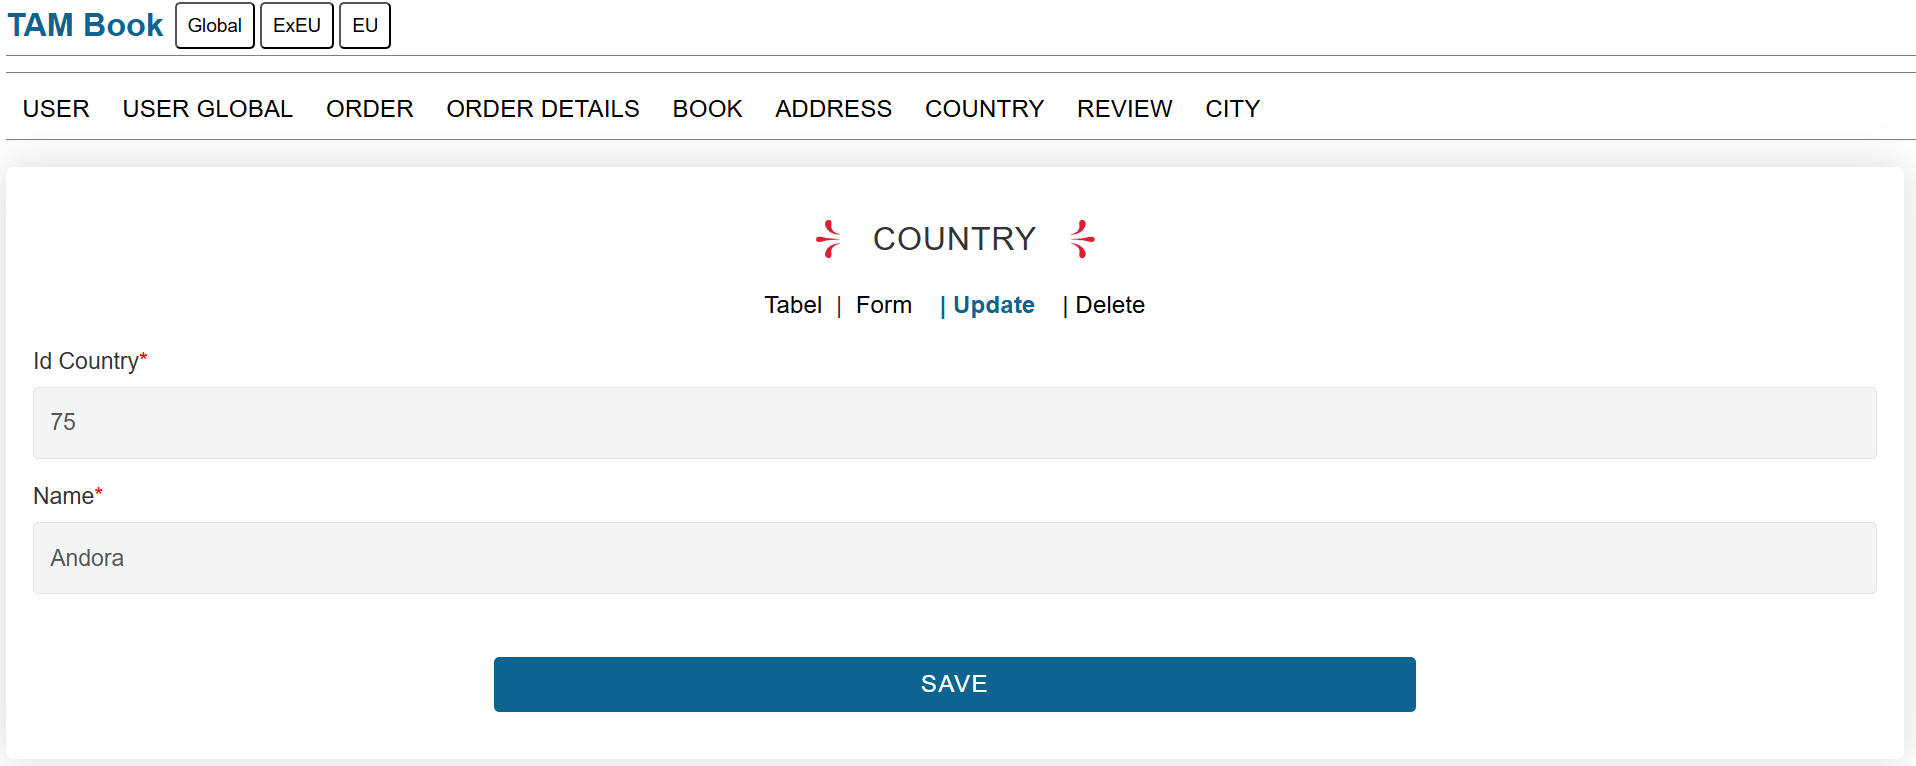 TAM Book Global ExEU EU
USER USER GLOBAL ORDER ORDER DETAILS BOOK ADDRESS COUNTRY REVIEW CITY
COUNTRY
Tabel | Form | Update | Delete
Id Country*
75
Name*
Andora
SAVE